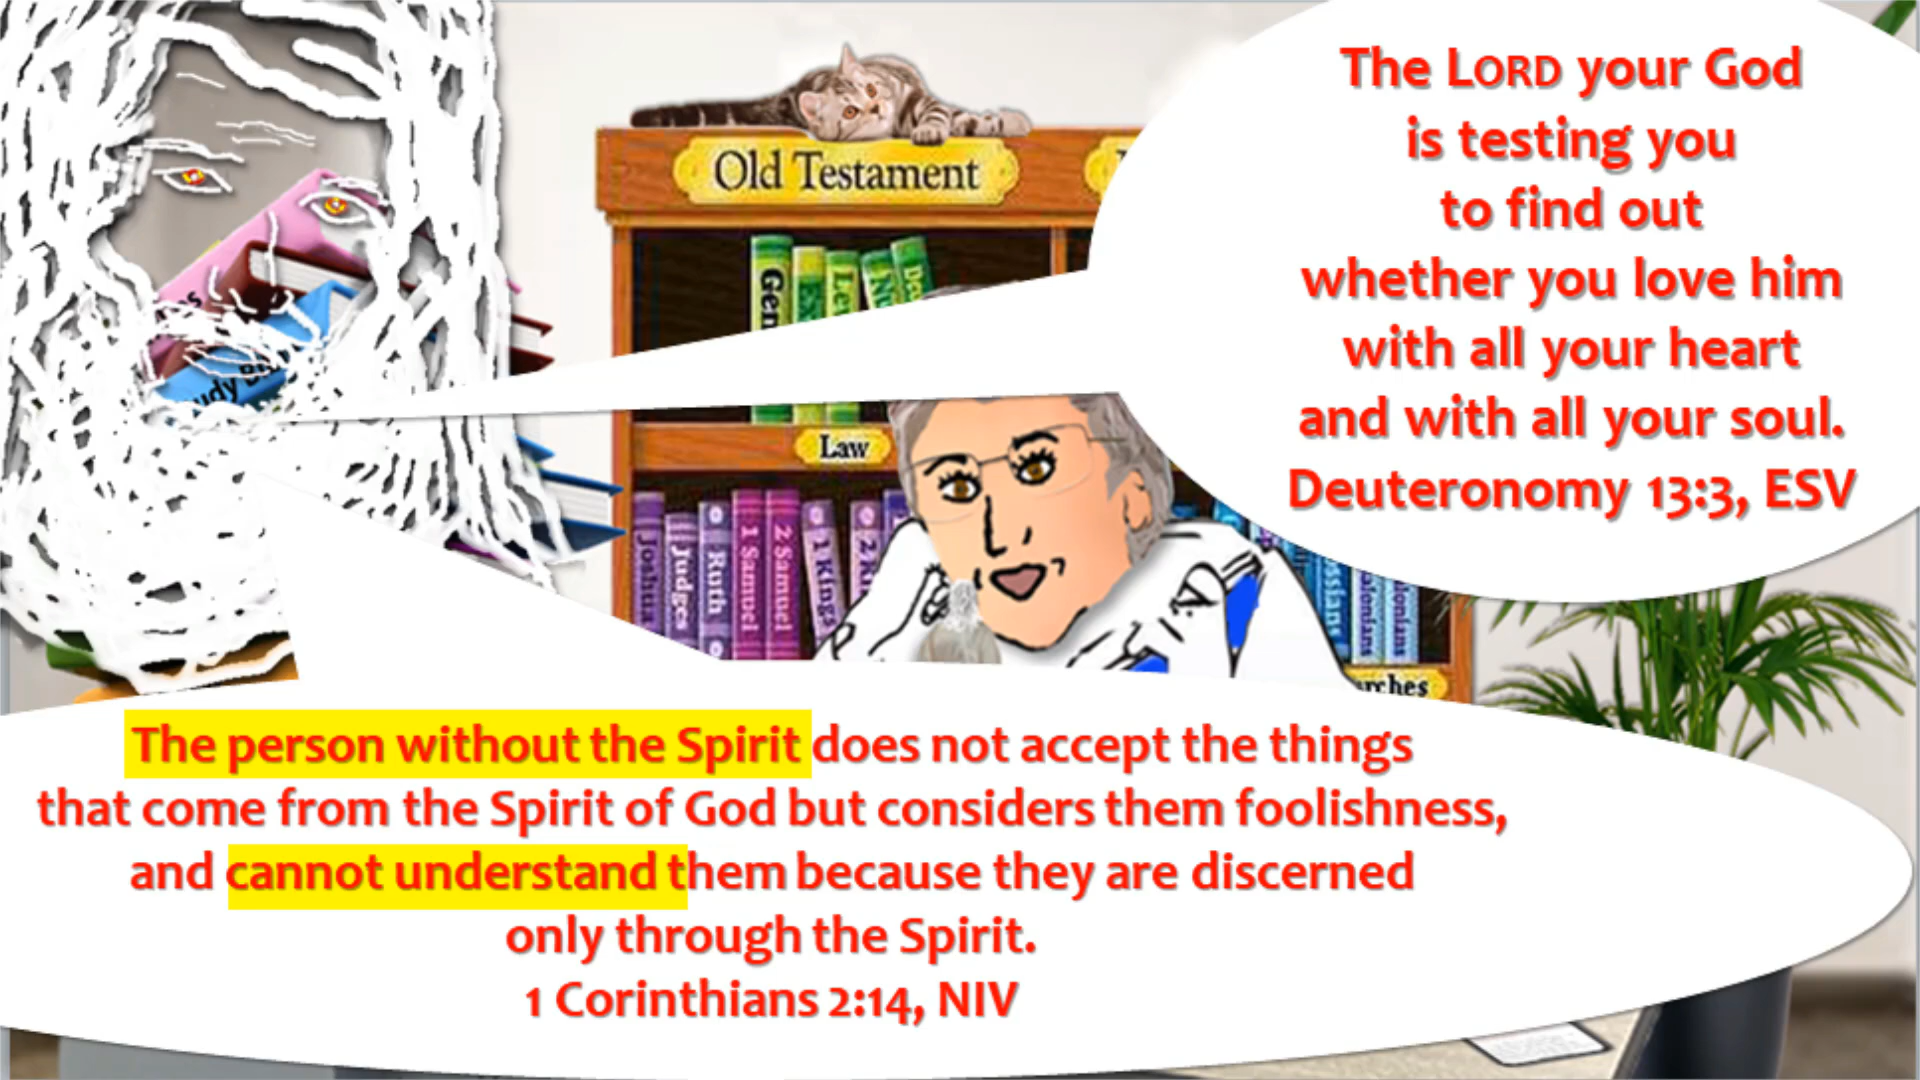 The LORD your God
is testing you
to find out
whether you love him
with all your heart
and with all your soul.
Deuteronomy 13:3, ESV
Old Testament
Gen
Law
Joshua
Judges
Ruth
1 Samuel
2 Samuel
1 Kings
The person without the Spirit does not accept the things
that come from the Spirit of God but considers them foolishness,
and cannot understand them because they are discerned
only through the Spirit.
1 Corinthians 2:14, NIV